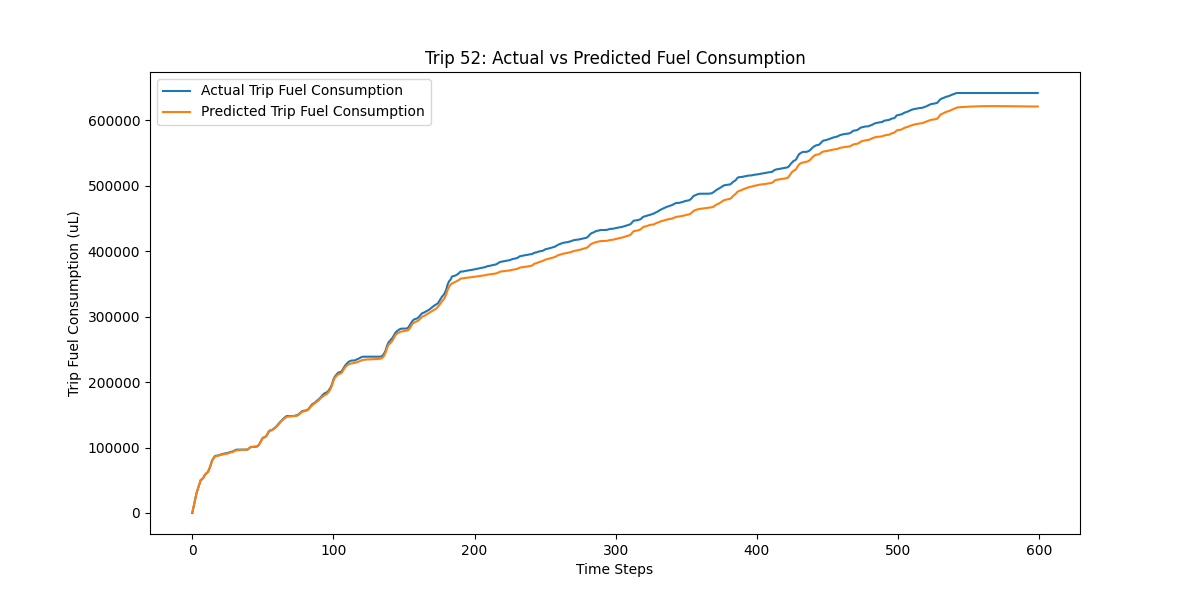 Trip 52: Actual vs Predicted Fuel Consumption
Actual Trip Fuel Consumption
Predicted Trip Fuel Consumption
Trip Fuel Consumption (uL)
600000
500000
400000
300000
200000
100000
0
0 100 200 300 400 500 600
Time Steps